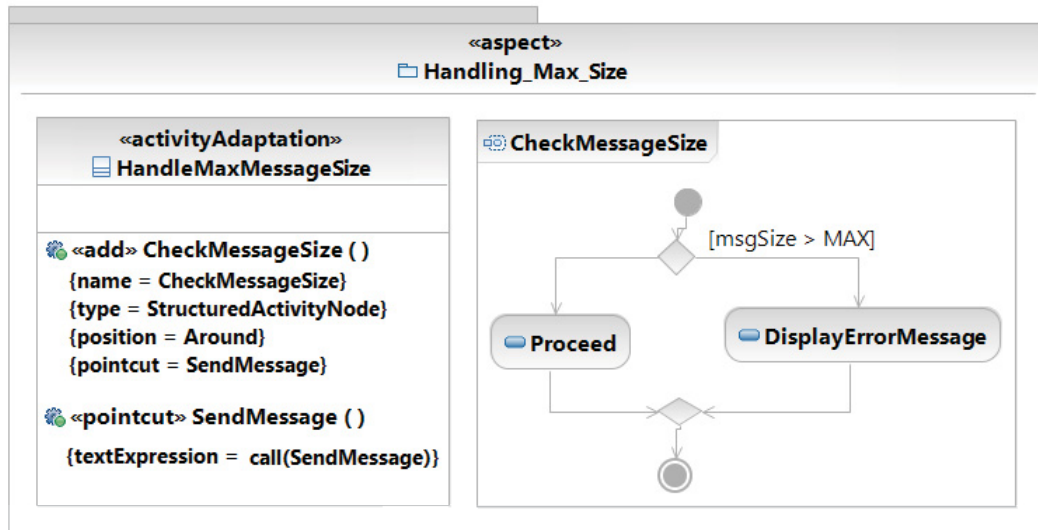 «aspect»
Handling_Max_Size
«activityAdaptation»
HandleMaxMessageSize
«add» CheckMessageSize ( )
{name = CheckMessageSize}
{type = StructuredActivityNode}
{position = Around}
{pointcut = SendMessage}
«pointcut» SendMessage ( )
{textExpression = call(SendMessage)}
CheckMessageSize
[msgSize > MAX]
Proceed
DisplayErrorMessage